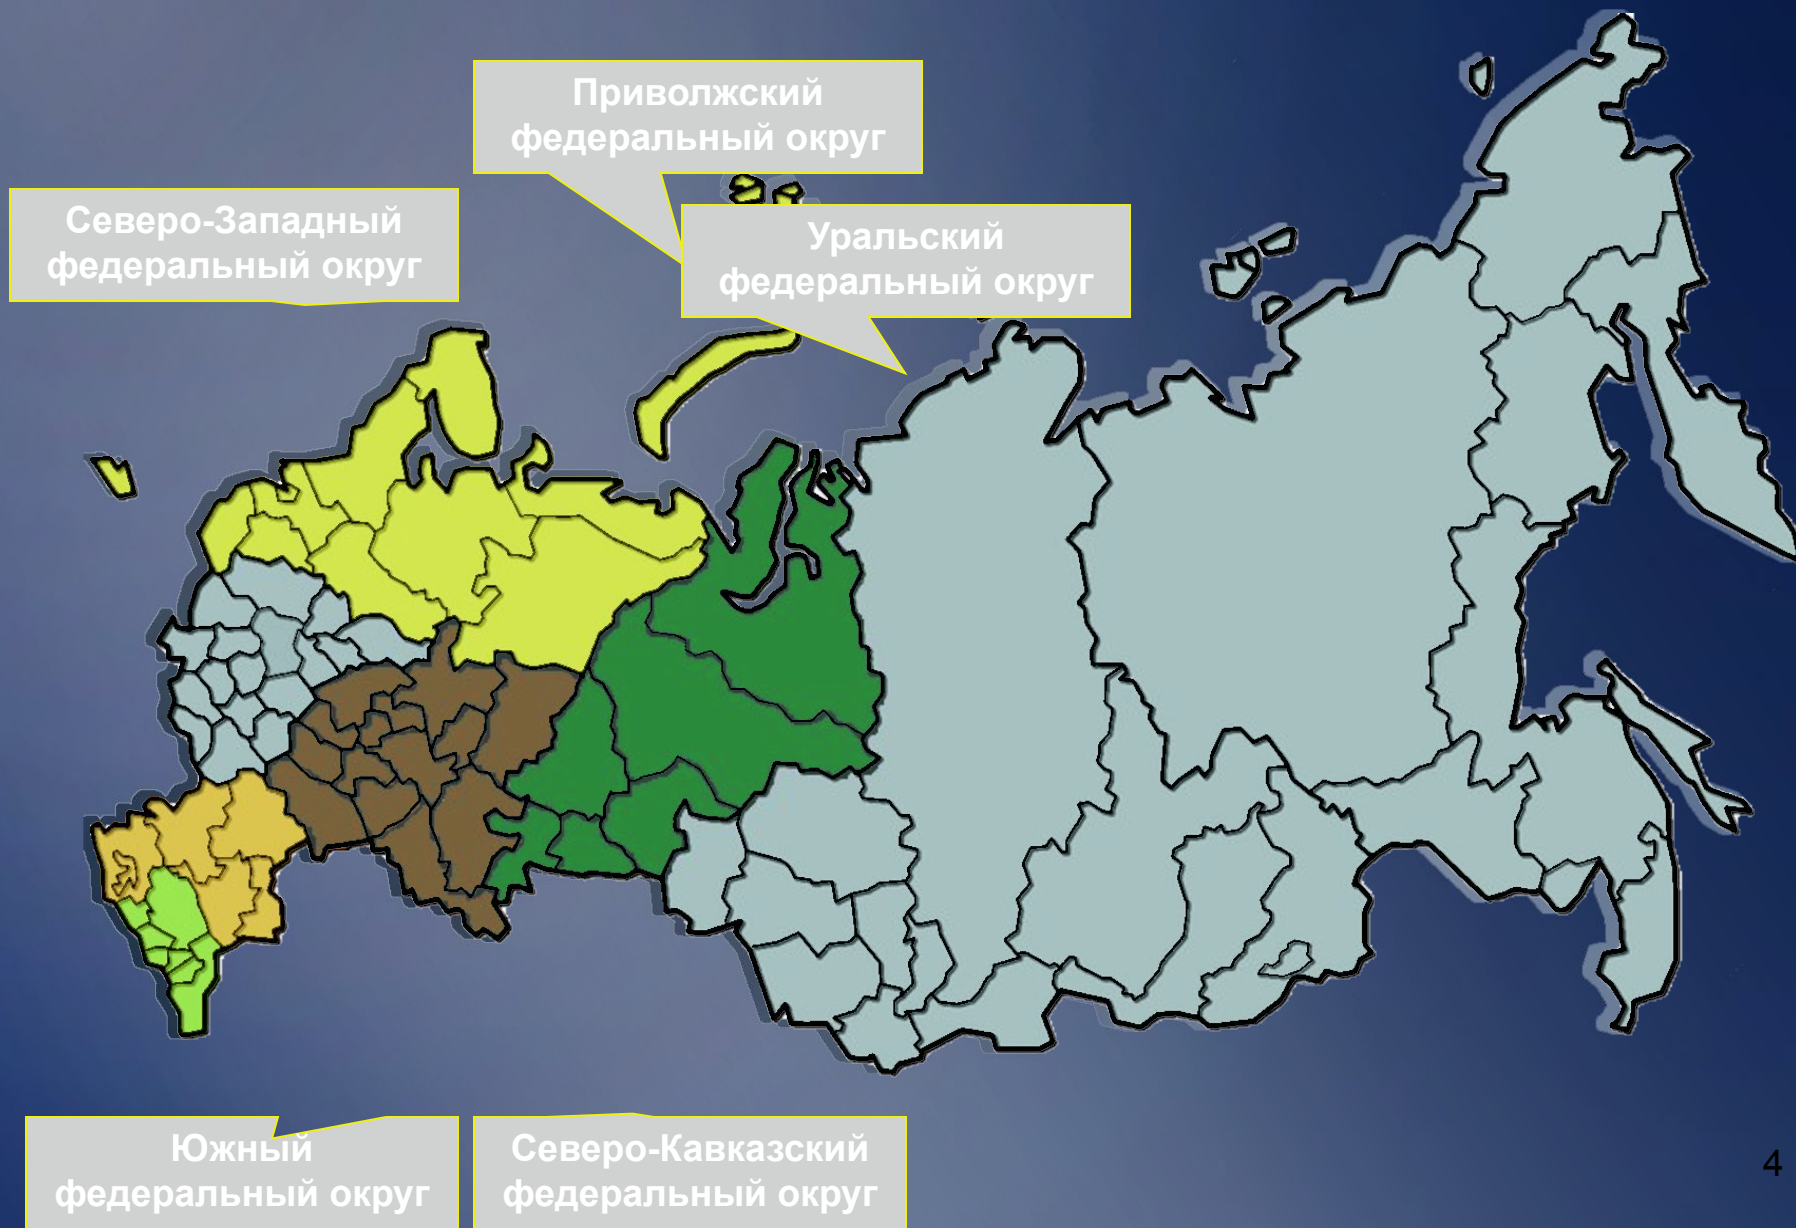 Приволжский
федеральный округ
Северо-Западный
федеральный округ
Уральский
федеральный округ
Южный
федеральный округ
Северо-Кавказский
федеральный округ
4